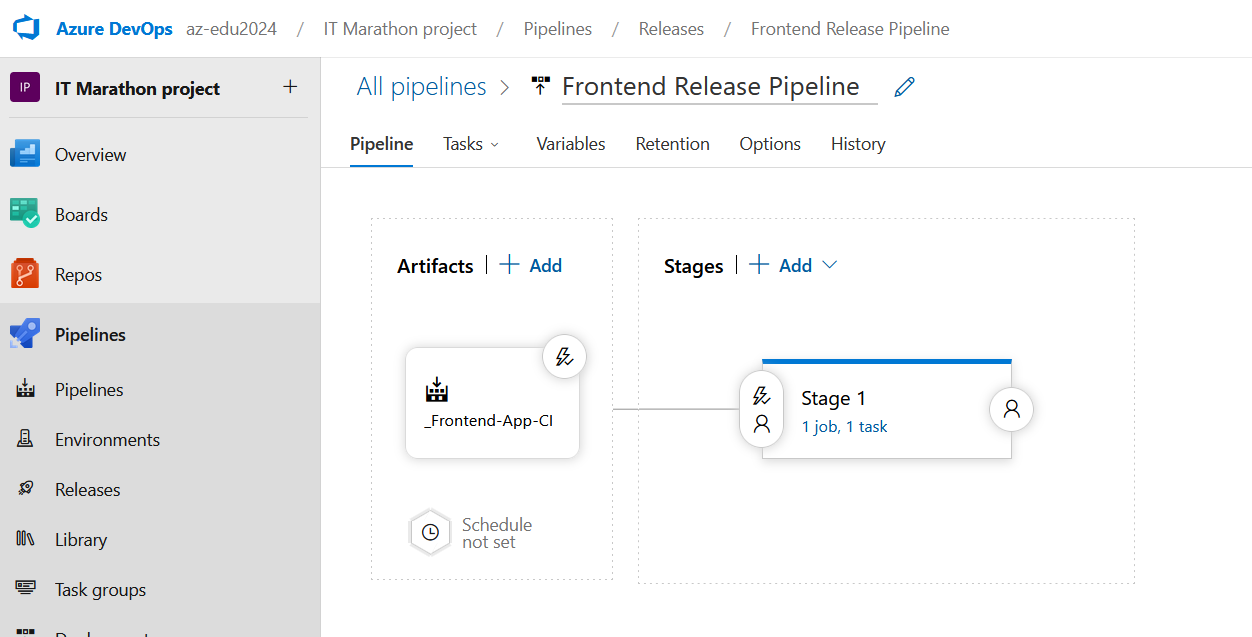 Azure DevOps az-edu2024 / IT Marathon project / Pipelines / Releases / Frontend Release Pipeline
IP IT Marathon project +
Overview
Boards
Repos
Pipelines
Pipelines
Environments
Releases
Library
Task groups
All pipelines > Frontend Release Pipeline
Pipeline Tasks Variables Retention Options History
Artifacts | + Add
_Frontend-App-CI
Schedule
not set
Stages | + Add
Stage 1
1 job, 1 task